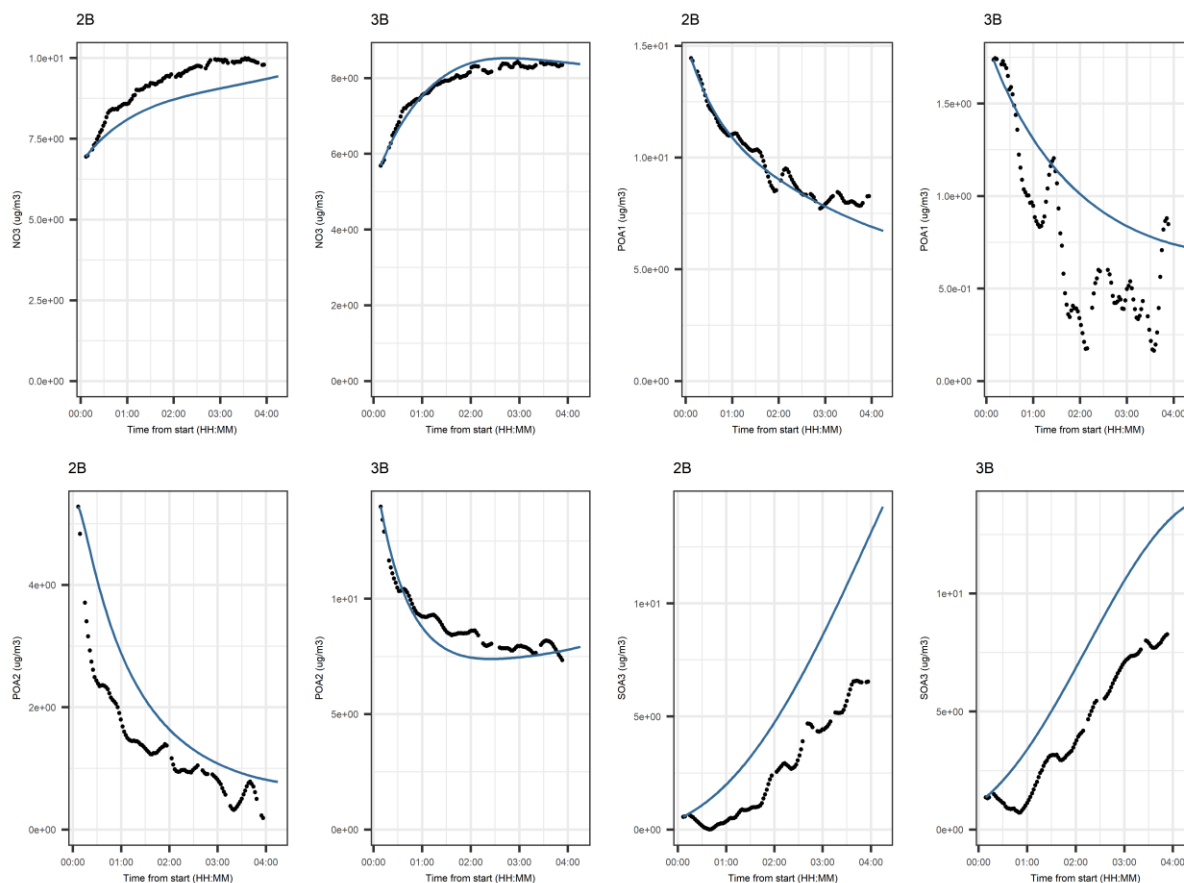 2B
3B
2B
3B
1.0e+01
7.5e+00
5.0e+00
2.5e+00
0.0e+00
NO3 (ug/m3)
00:00 01:00 02:00 03:00 04:00
Time from start (HH:MM)
8e+00
6e+00
4e+00
2e+00
0e+00
NO3 (ug/m3)
00:00 01:00 02:00 03:00 04:00
Time from start (HH:MM)
1.5e+01
1.0e+01
5.0e+00
0.0e+00
POA1 (ug/m3)
00:00 01:00 02:00 03:00 04:00
Time from start (HH:MM)
1.5e+00
1.0e+00
5.0e-01
0.0e+00
POA1 (ug/m3)
00:00 01:00 02:00 03:00 04:00
Time from start (HH:MM)
2B
3B
2B
3B
4e+00
2e+00
0e+00
POA2 (ug/m3)
00:00 01:00 02:00 03:00 04:00
Time from start (HH:MM)
1e+01
5e+00
0e+00
POA2 (ug/m3)
00:00 01:00 02:00 03:00 04:00
Time from start (HH:MM)
1e+01
5e+00
0e+00
SOA3 (ug/m3)
00:00 01:00 02:00 03:00 04:00
Time from start (HH:MM)
1e+01
5e+00
0e+00
SOA3 (ug/m3)
00:00 01:00 02:00 03:00 04:00
Time from start (HH:MM)